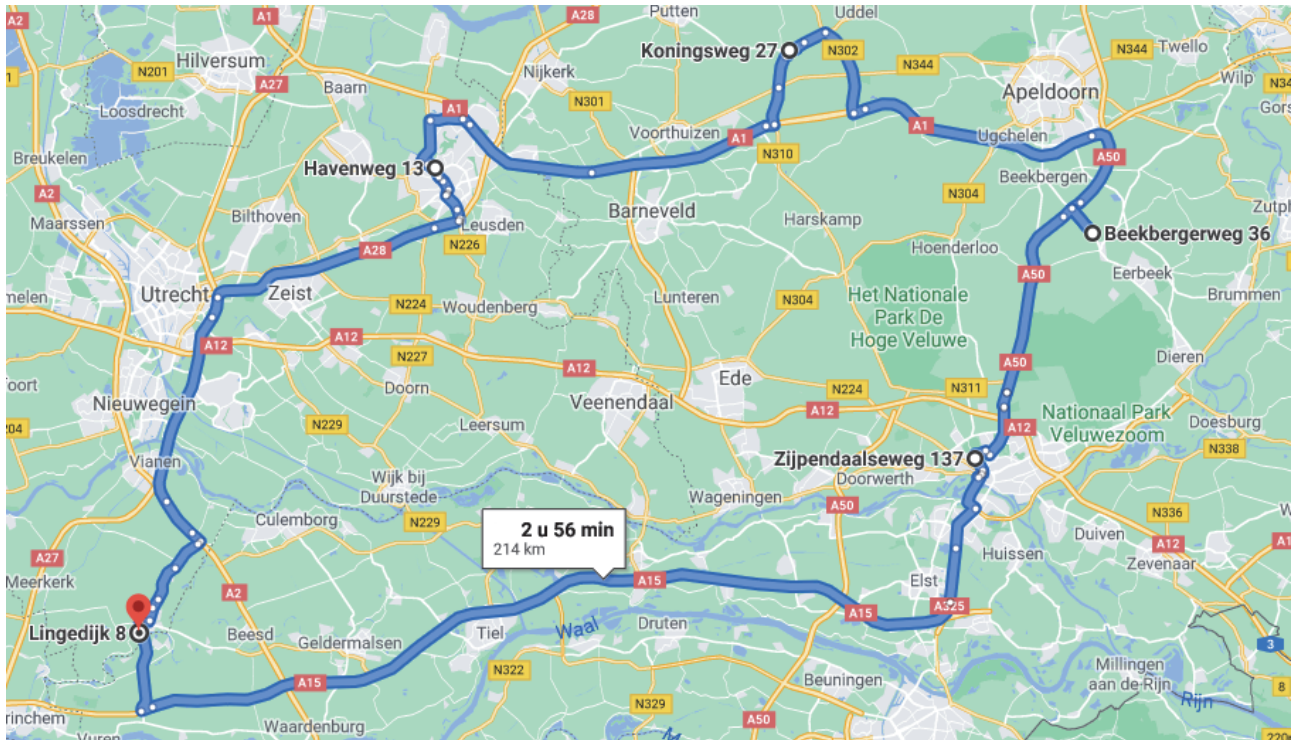 A2
A1
A28
Putten
Uddel
Hilversum
Koningsweg 27
N302
N344
Twello
N201
A27
Baarn
Nijkerk
N344
Wilp
Loosdrecht
N301
Apeldoorn
A1
Voorthuizen
A1
A1
Ugchelen
Breukelen
Havenweg 13
N310
A50
A2
Beekbergen
Maarssen
Bilthoven
Barneveld
Harskamp
N304
Leusden
Beekbergerweg 36
A28
N226
Hoenderloo
Eerbeek
A50
Utrecht
Zeist
N224
Woudenberg
Lunteren
N304
Het Nationale
Park De
Hoge Veluwe
Brummen
A12
A12
N227
A12
A50
Dieren
Doorn
Ede
N224
N311
Nieuwegein
Veenendaal
A12
Nationaal Park
Veluwezoom
N229
Leersum
A12
Doesburg
Vianen
Zijpendaalseweg 137
N338
Wijk bij
Duurstede
Doorwerth
Wageningen
A50
Culemborg
N229
2 u 56 min
214 km
N336
Duiven
A12
A27
Huissen
Zevenaar
Meerkerk
A2
A15
Elst
A325
Lingedijk 8
Beesd
Geldermalsen
Tiel
Waal
Druten
A15
3
N322
Millingen
aan de Rijn
A15
Beuningen
Rijn
8
N329
Waardenburg
A50
Vuren